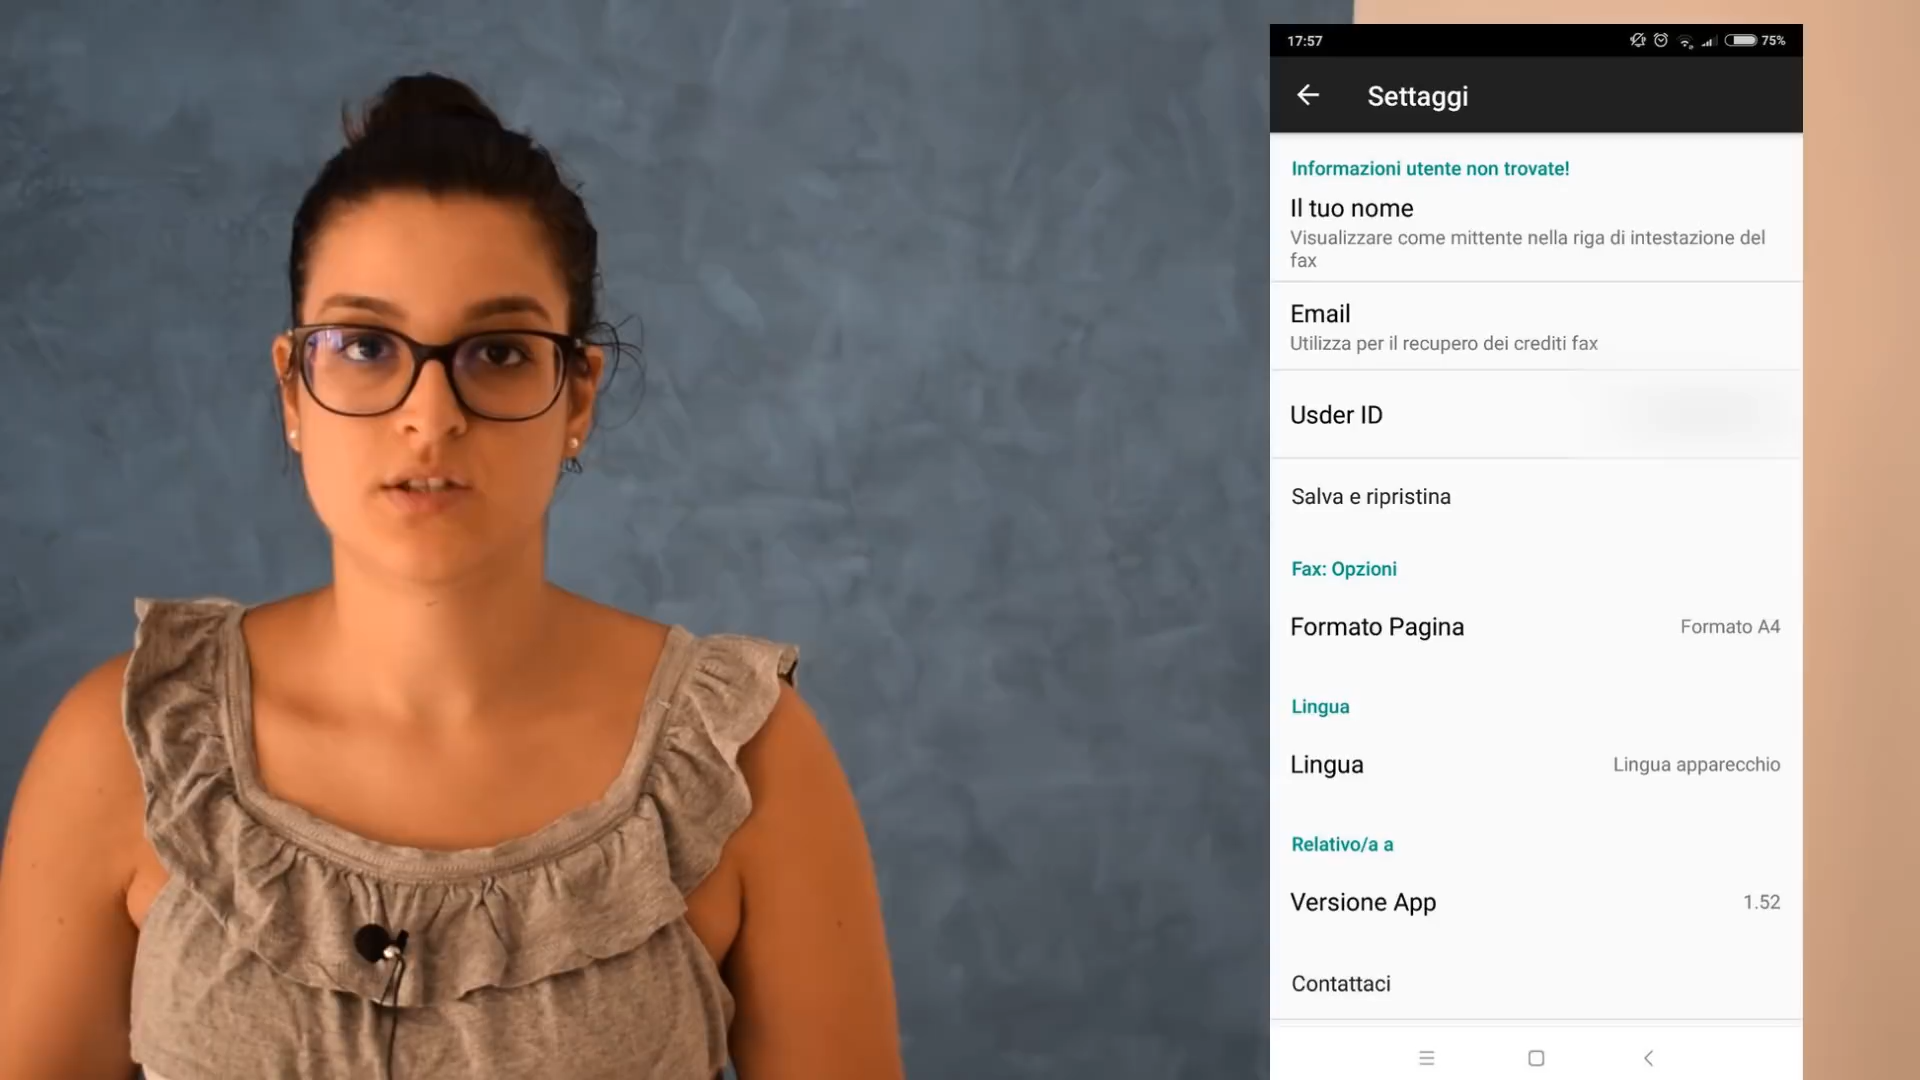 17:57
75%
Settaggi
Informazioni utente non trovate!
Il tuo nome
Visualizzare come mittente nella riga di intestazione del
fax
Email
Utilizza per il recupero dei crediti fax
Usder ID
Salva e ripristina
Fax: Opzioni
Formato Pagina
Formato A4
Lingua
Lingua
Lingua apparecchio
Relativo/a a
Versione App
1.52
Contattaci